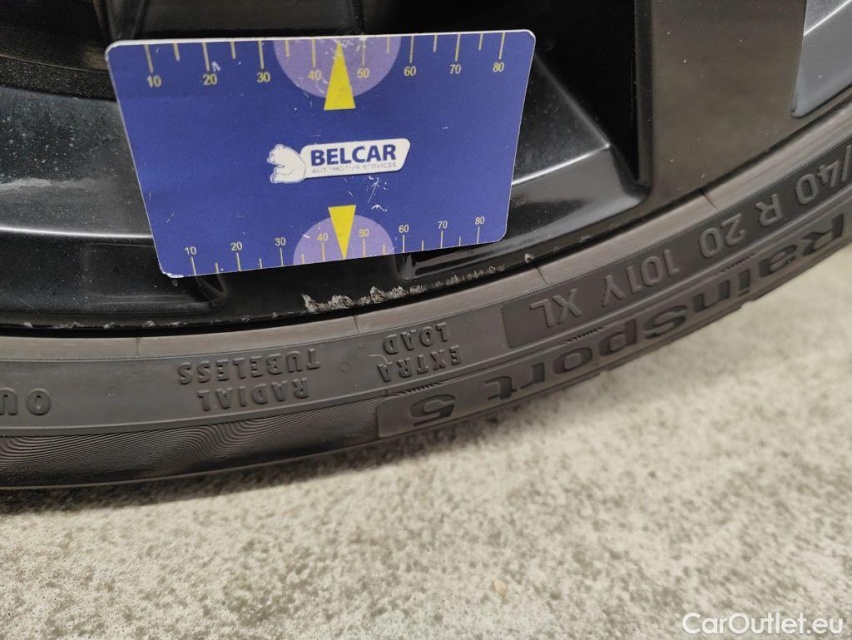 10 20 30 40 50 60 70 80
BELCAR
AUTOMOTIVE SERVICES
10 20 30 40 50 60 70 80
/40 R 20 101Y XL
Rainsport 5
EXTRA
LOAD
RADIAL
TUBELESS
OU
CarOutlet.eu